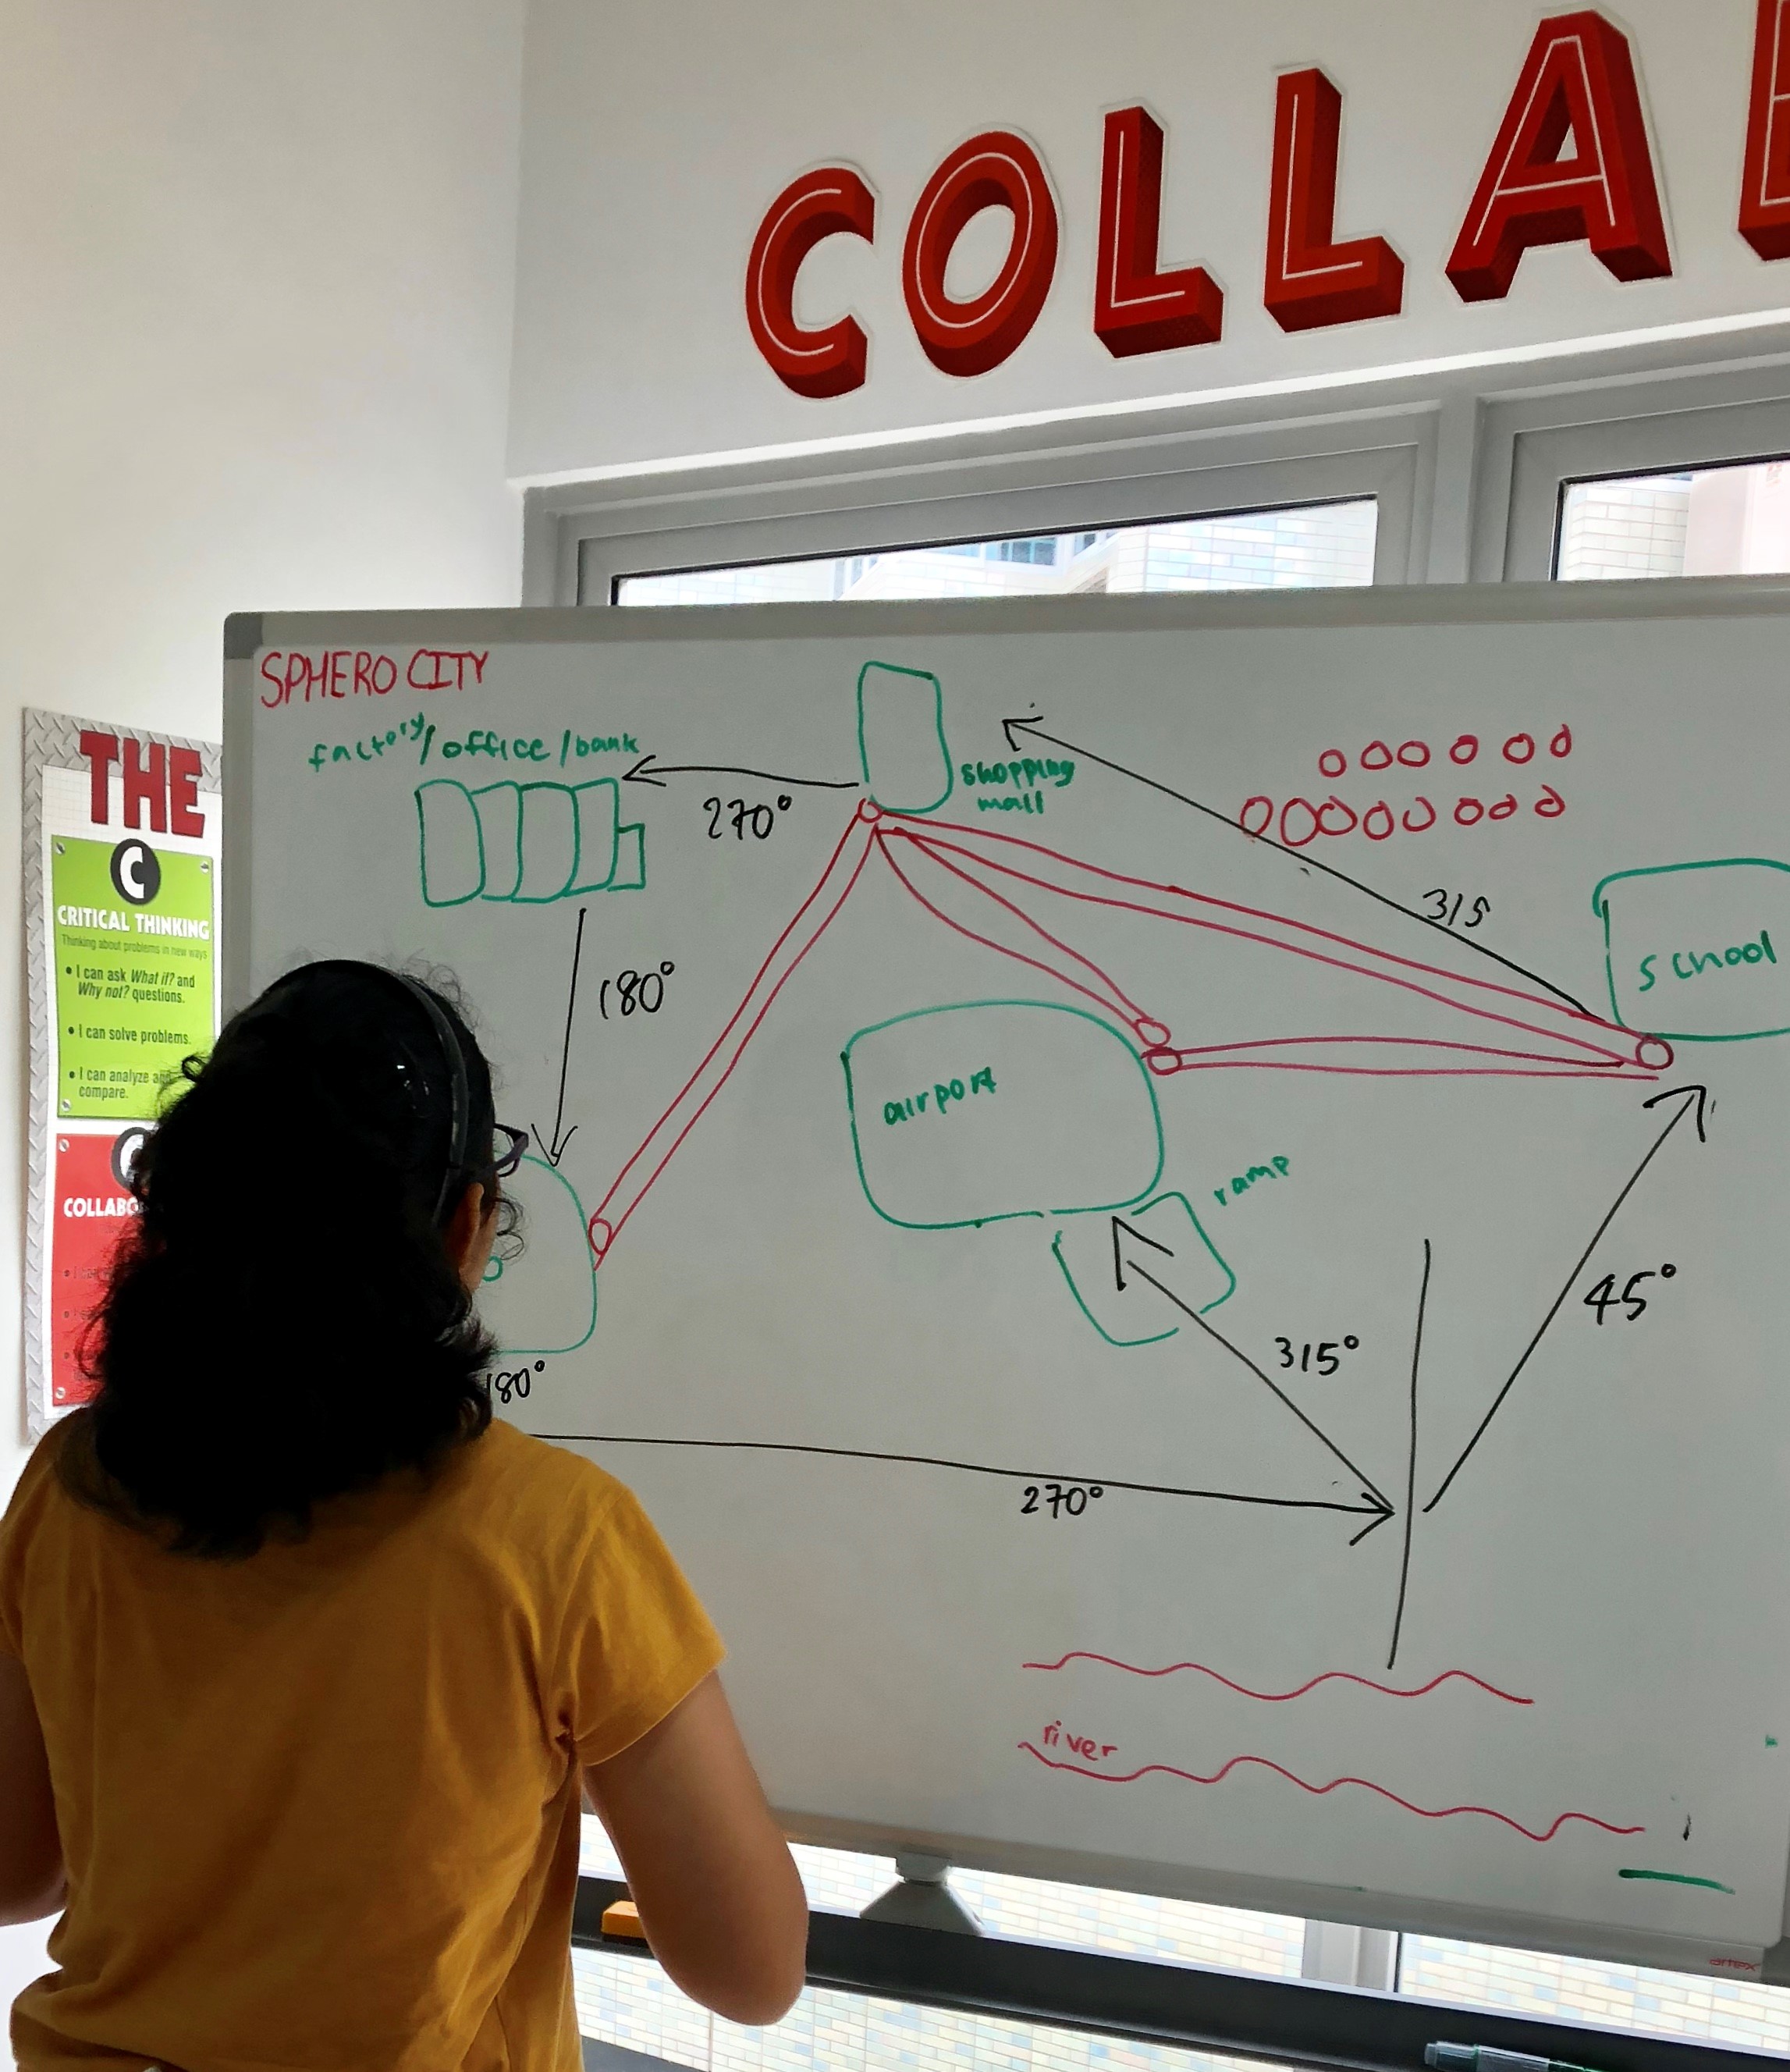 COLLA
SPHERO CITY
factory/office/bank
270°
shopping
mall
315
school
180°
airport
ramp
315°
45°
180°
270°
river
THE
C
CRITICAL THINKING
Thinking about problems in new ways
• I can ask What if? and
Why not? questions.
• I can solve problems.
• I can analyze
compare.
COLLABO